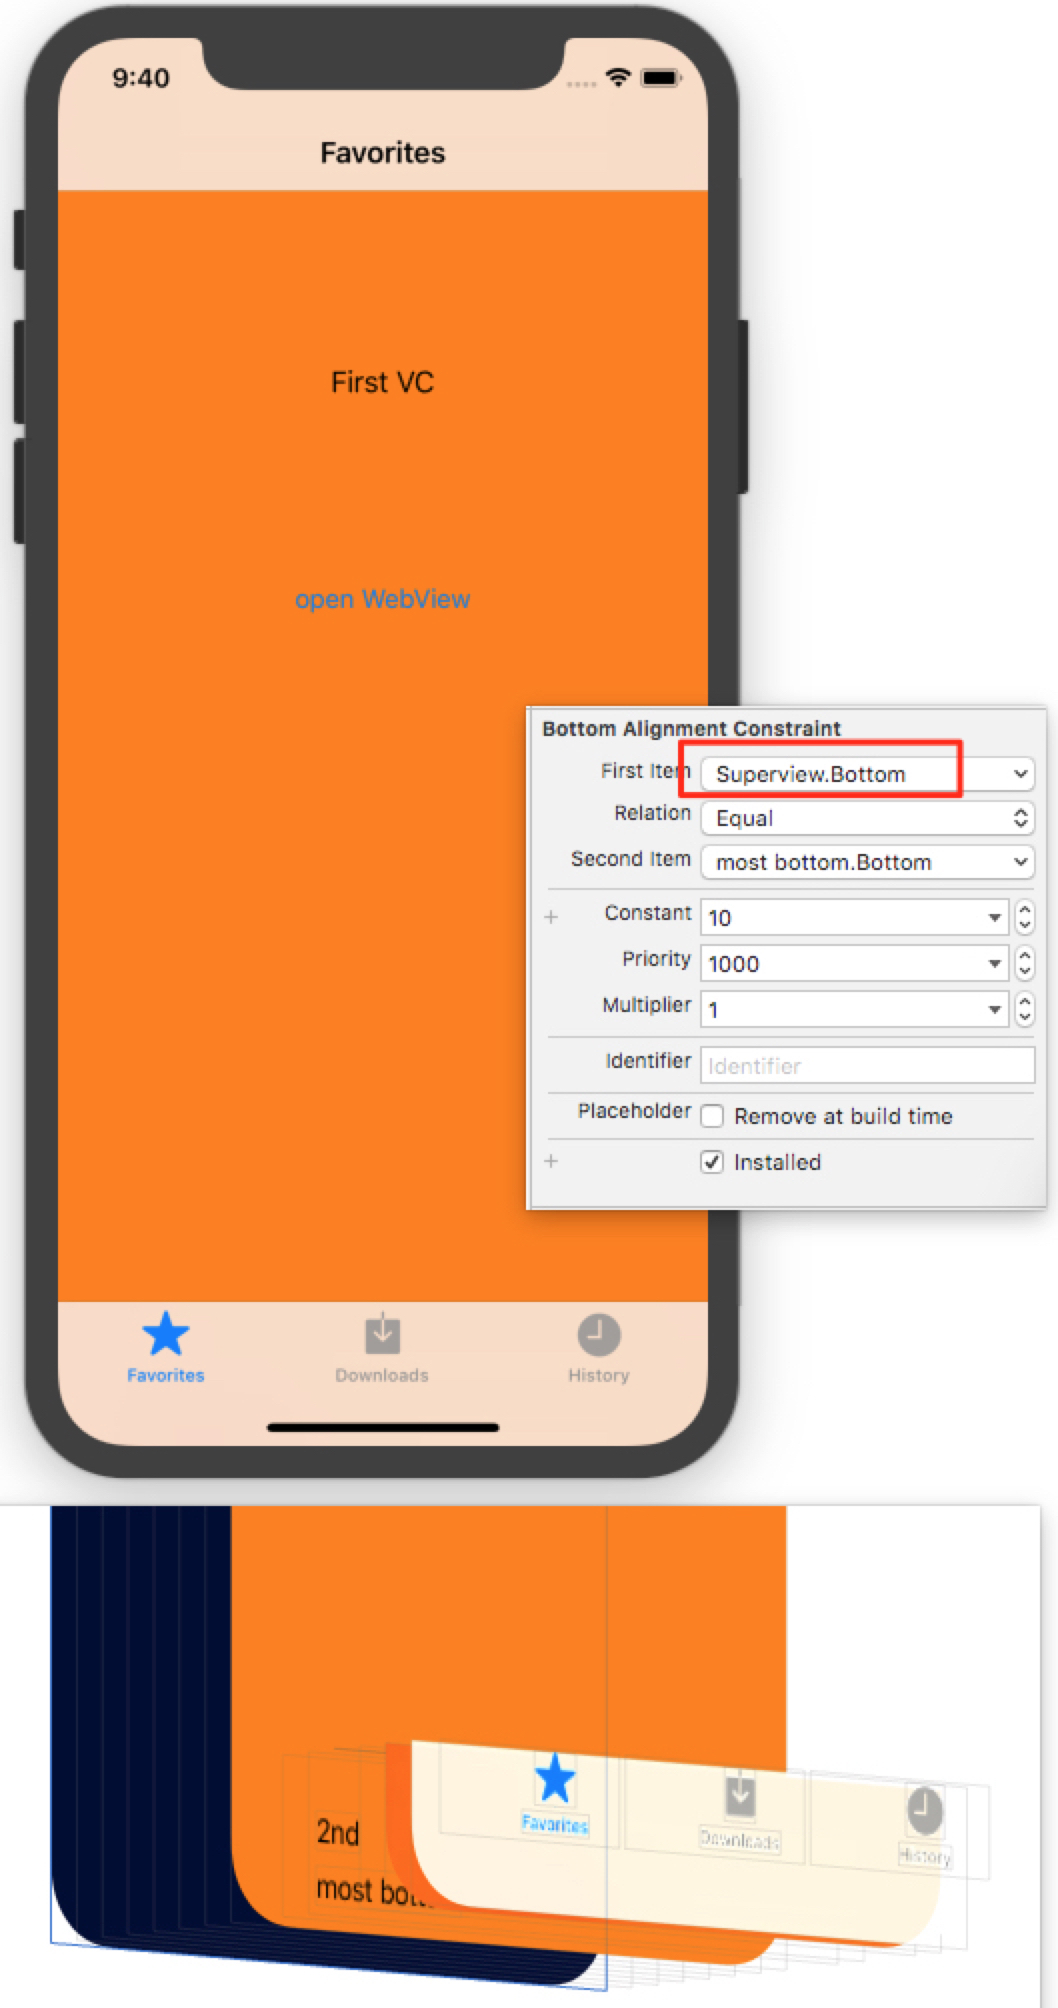 9:40
Favorites
First VC
open WebView
Bottom Alignment Constraint
First Item Superview.Bottom
Relation Equal
Second Item most bottom.Bottom
+ Constant 10
Priority 1000
Multiplier 1
Identifier Identifier
Placeholder Remove at build time
+ Installed
Favorites Downloads History
Favorites Downloads History
2nd
most